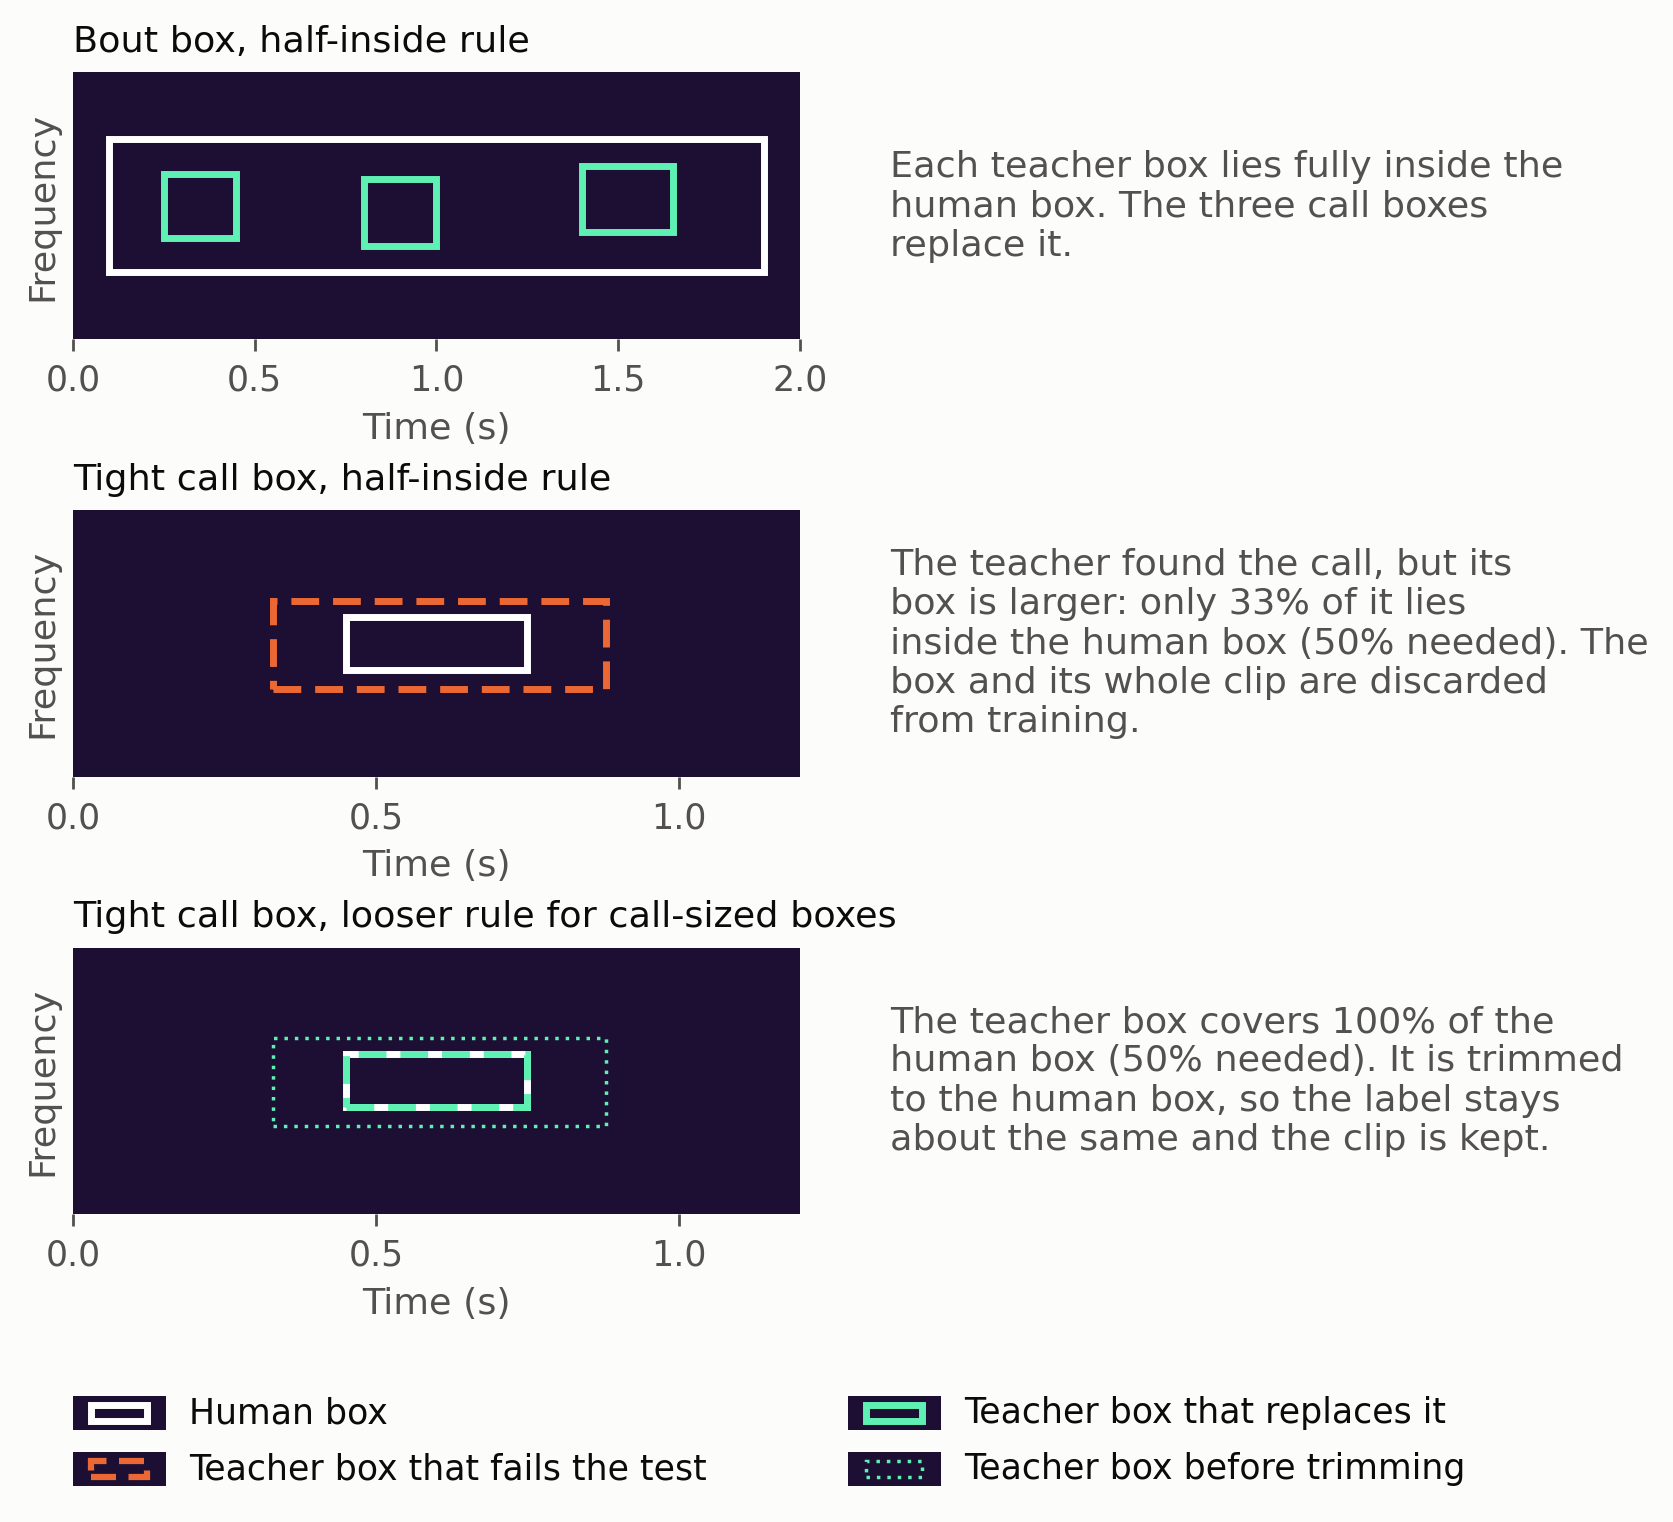 Bout box, half-inside rule
Frequency
Each teacher box lies fully inside the
human box. The three call boxes
replace it.
0.0 0.5 1.0 1.5 2.0
Time (s)
Tight call box, half-inside rule
Frequency
The teacher found the call, but its
box is larger: only 33% of it lies
inside the human box (50% needed). The
box and its whole clip are discarded
from training.
0.0 0.5 1.0
Time (s)
Tight call box, looser rule for call-sized boxes
Frequency
The teacher box covers 100% of the
human box (50% needed). It is trimmed
to the human box, so the label stays
about the same and the clip is kept.
0.0 0.5 1.0
Time (s)
Human box
Teacher box that replaces it
Teacher box that fails the test
Teacher box before trimming